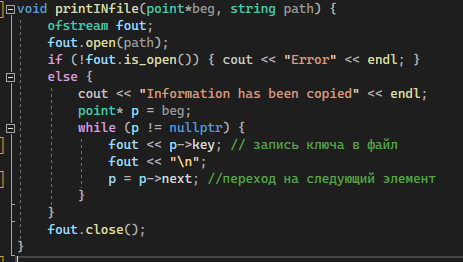 void printINfile(point*beg, string path) {
ofstream fout;
fout.open(path);
if (!fout.is_open()) { cout << "Error" << endl; }
else {
cout << "Information has been copied" << endl;
point* p = beg;
while (p != nullptr) {
fout << p->key; // запись ключа в файл
fout << "\n";
p = p->next; //переход на следующий элемент
}
}
fout.close();
}